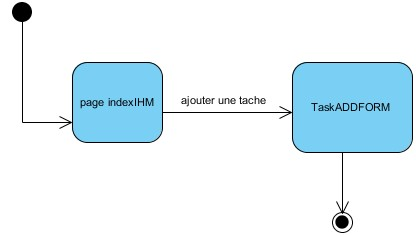 page indexIHM
ajouter une tache
TaskADDFORM